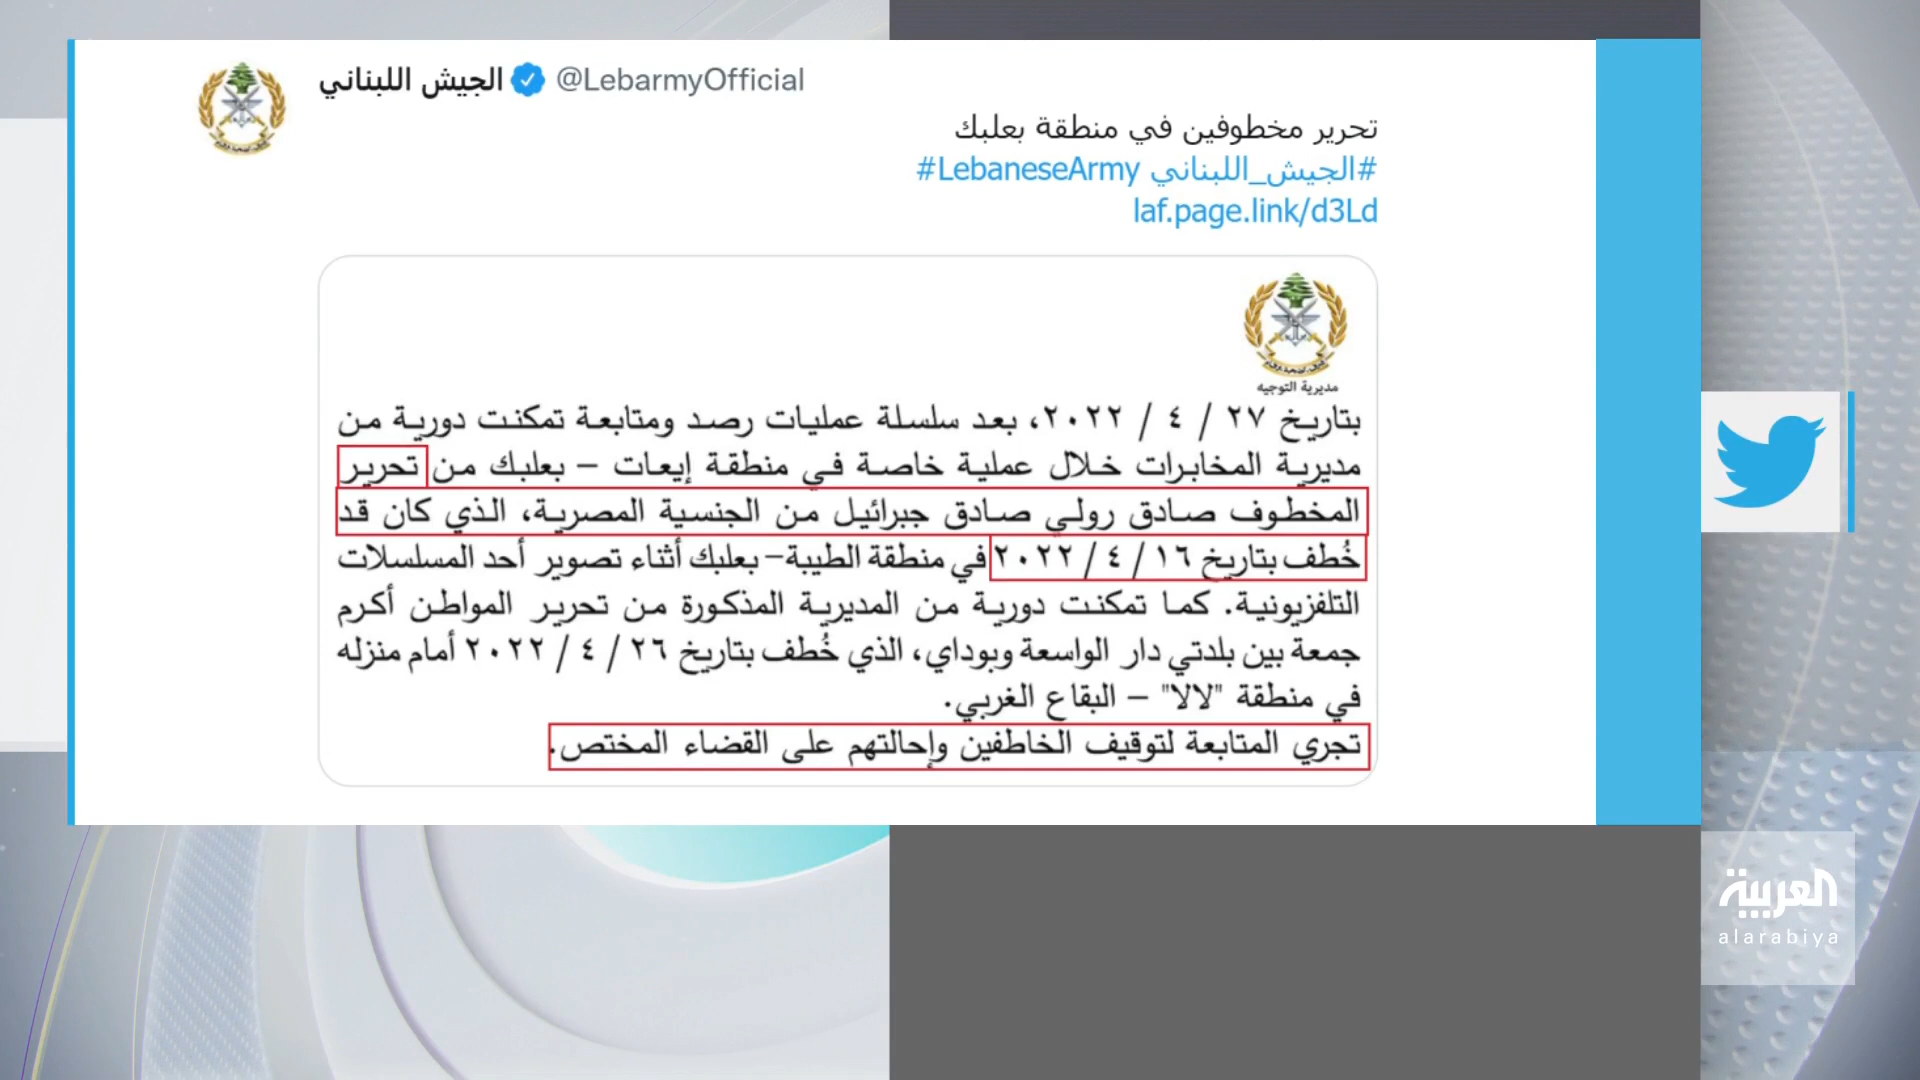 الجيش اللبناني @LebarmyOfficial
تحرير مخطوفين في منطقة بعلبك
#الجيش_اللبناني #LebaneseArmy
laf.page.link/d3Ld
مديرية التوجيه
بتاريخ ٢٧ / ٤ / ٢٠٢٢، بعد سلسلة عمليات رصد ومتابعة تمكنت دورية من
مديرية المخابرات خلال عملية خاصة في منطقة إيعات – بعلبك من تحرير
المخطوف صادق رولي صادق جبرائيل من الجنسية المصرية، الذي كان قد
خُطف بتاريخ ١٦ / ٤ / ٢٠٢٢ في منطقة الطيبة– بعلبك أثناء تصوير أحد المسلسلات
التلفزيونية. كما تمكنت دورية من المديرية المذكورة من تحرير المواطن أكرم
جمعة بين بلدتي دار الواسعة وبوداي، الذي خُطف بتاريخ ٢٦ / ٤ / ٢٠٢٢ أمام منزله
في منطقة "لالا" – البقاع الغربي.
تجري المتابعة لتوقيف الخاطفين وإحالتهم على القضاء المختص.
العربية
alarabiya